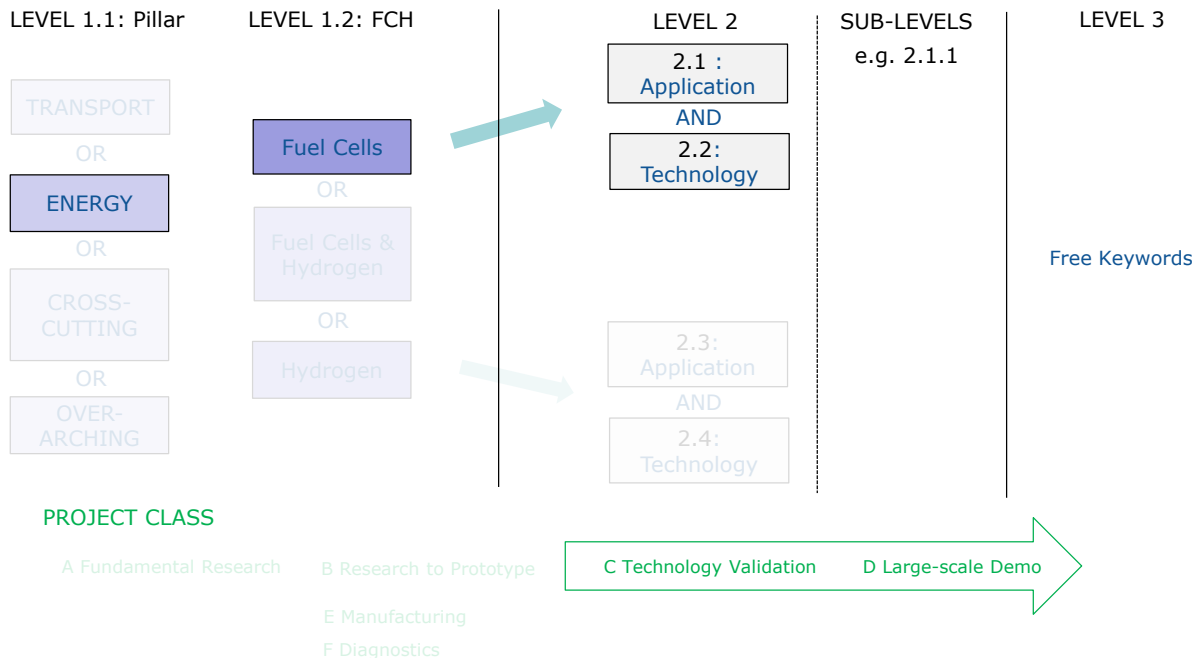 LEVEL 1.1: Pillar
LEVEL 1.2: FCH
LEVEL 2
SUB-LEVELS
e.g. 2.1.1
LEVEL 3
TRANSPORT
OR
ENERGY
OR
CROSS-
CUTTING
OR
OVER-
ARCHING
Fuel Cells
OR
Fuel Cells &
Hydrogen
OR
Hydrogen
2.1 :
Application
AND
2.2:
Technology
2.3:
Application
AND
2.4:
Technology
Free Keywords
PROJECT CLASS
A Fundamental Research
B Research to Prototype
C Technology Validation
D Large-scale Demo
E Manufacturing
F Diagnostics